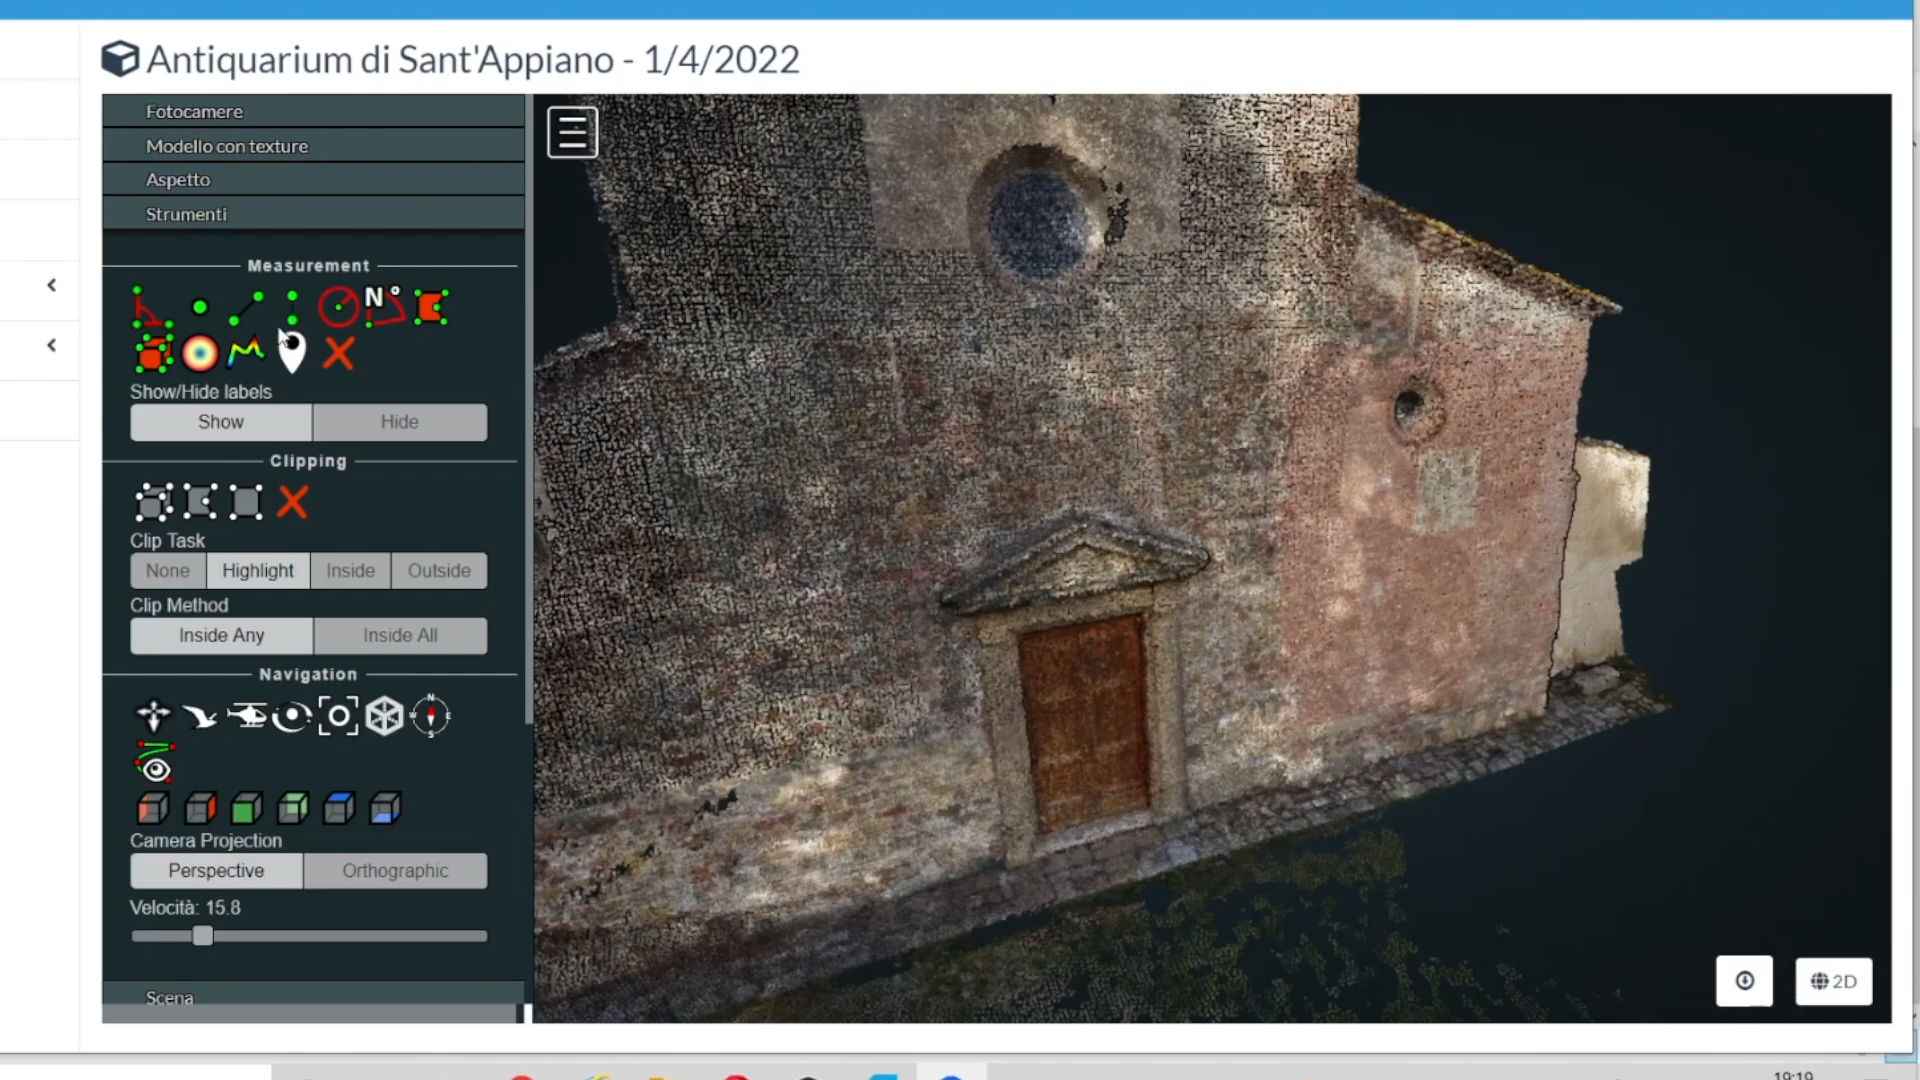 Antiquarium di Sant'Appiano - 1/4/2022
Fotocamere
Modello con texture
Aspetto
Strumenti
Measurement
N°
Show/Hide labels
Show Hide
Clipping
Clip Task
None Highlight Inside Outside
Clip Method
Inside Any Inside All
Navigation
N
W E
S
Camera Projection
Perspective Orthographic
Velocità: 15.8
Scena
2D
19:19